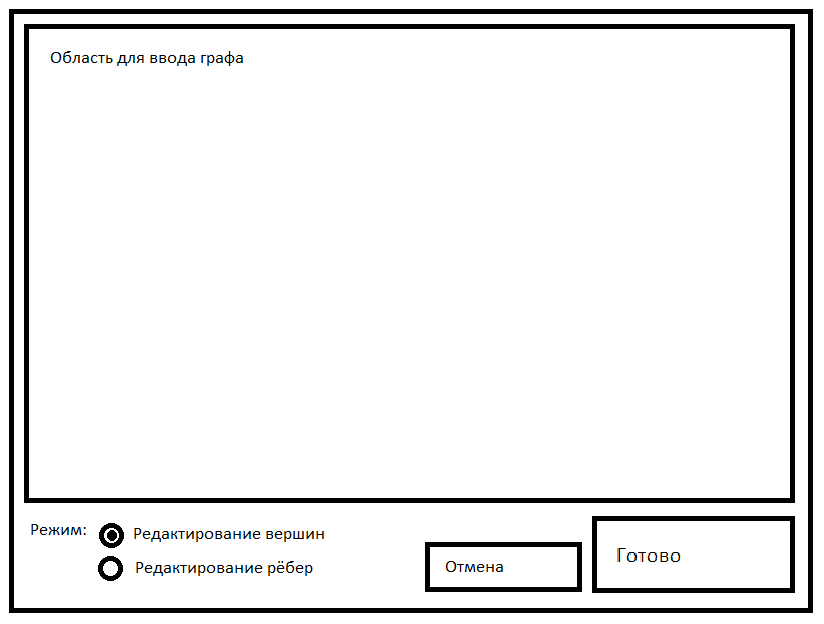 Область для ввода графа
Режим:
Редактирование вершин
Редактирование рёбер
Отмена
Готово